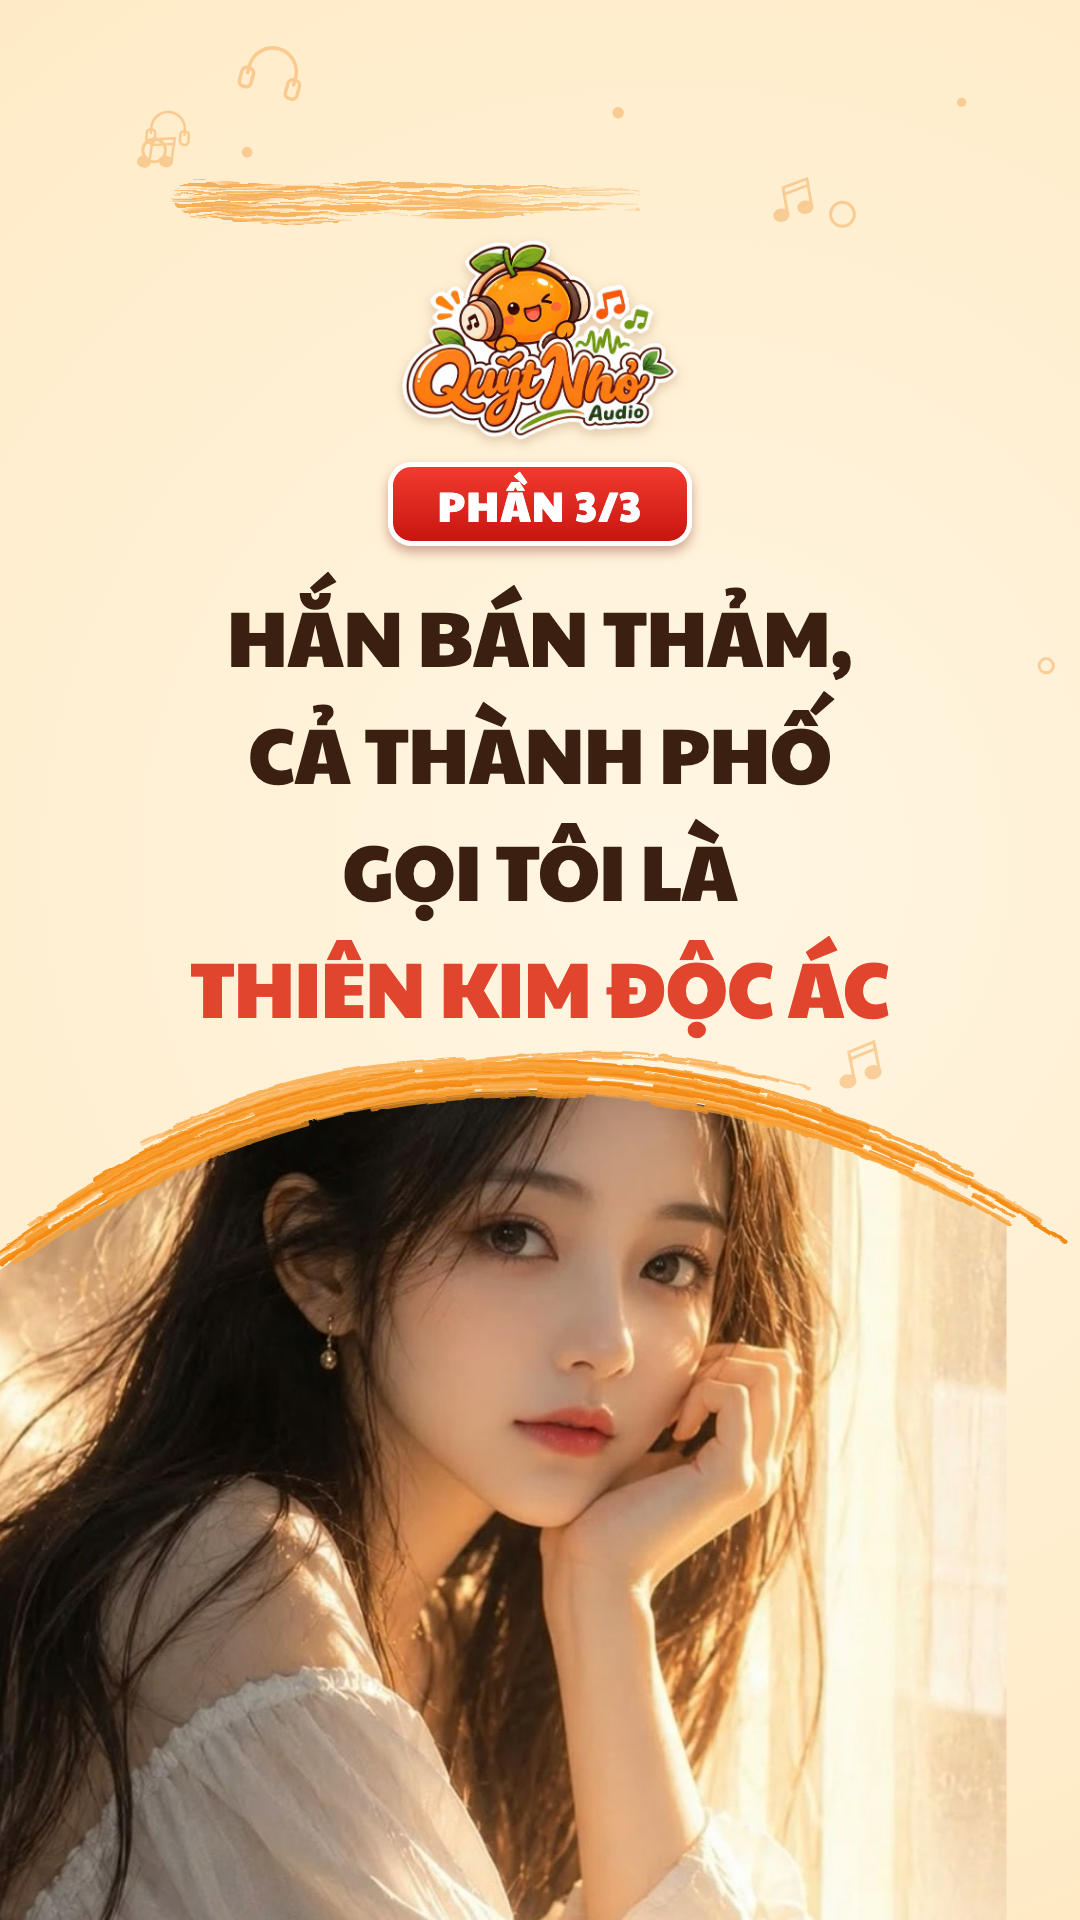 Quýt Nhỏ
Audio
PHẦN 3/3
HẮN BÁN THẢM,
CẢ THÀNH PHỐ
GỌI TÔI LÀ
THIÊN KIM ĐỘC ÁC